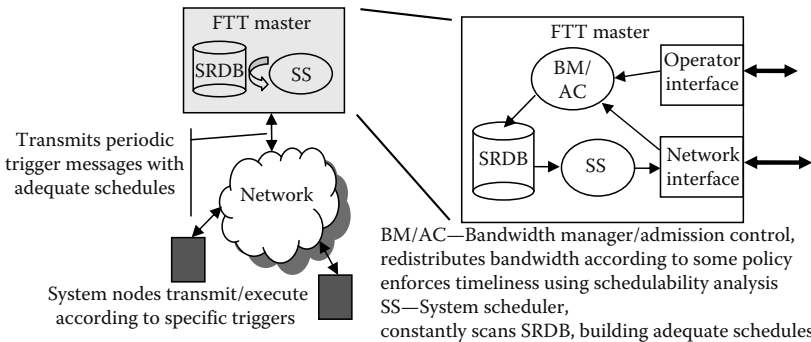 FTT master
SRDB
SS
Transmits periodic
trigger messages with
adequate schedules
Network
System nodes transmit/execute
according to specific triggers
FTT master
BM/
AC
Operator
interface
SRDB
SS
Network
interface
BM/AC—Bandwidth manager/admission control,
redistributes bandwidth according to some policy
enforces timeliness using schedulability analysis
SS—System scheduler,
constantly scans SRDB, building adequate schedules